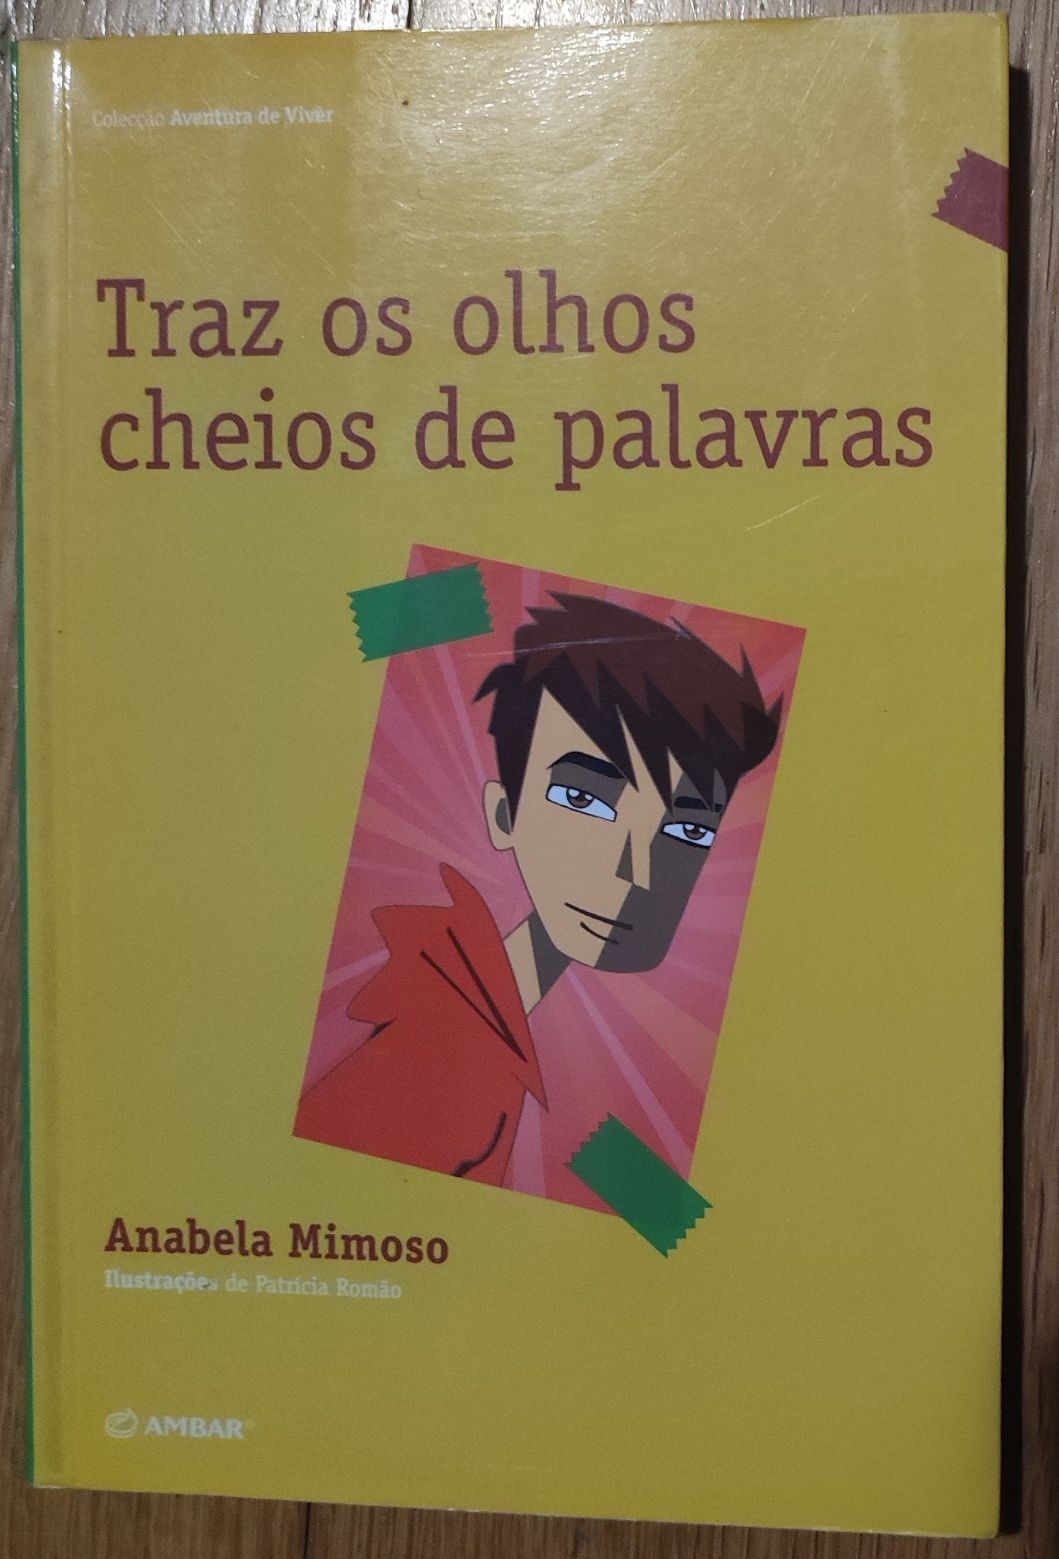 Colecção Aventura de Viver
Traz os olhos
cheios de palavras
Anabela Mimoso
Ilustrações de Patrícia Romão
AMBAR